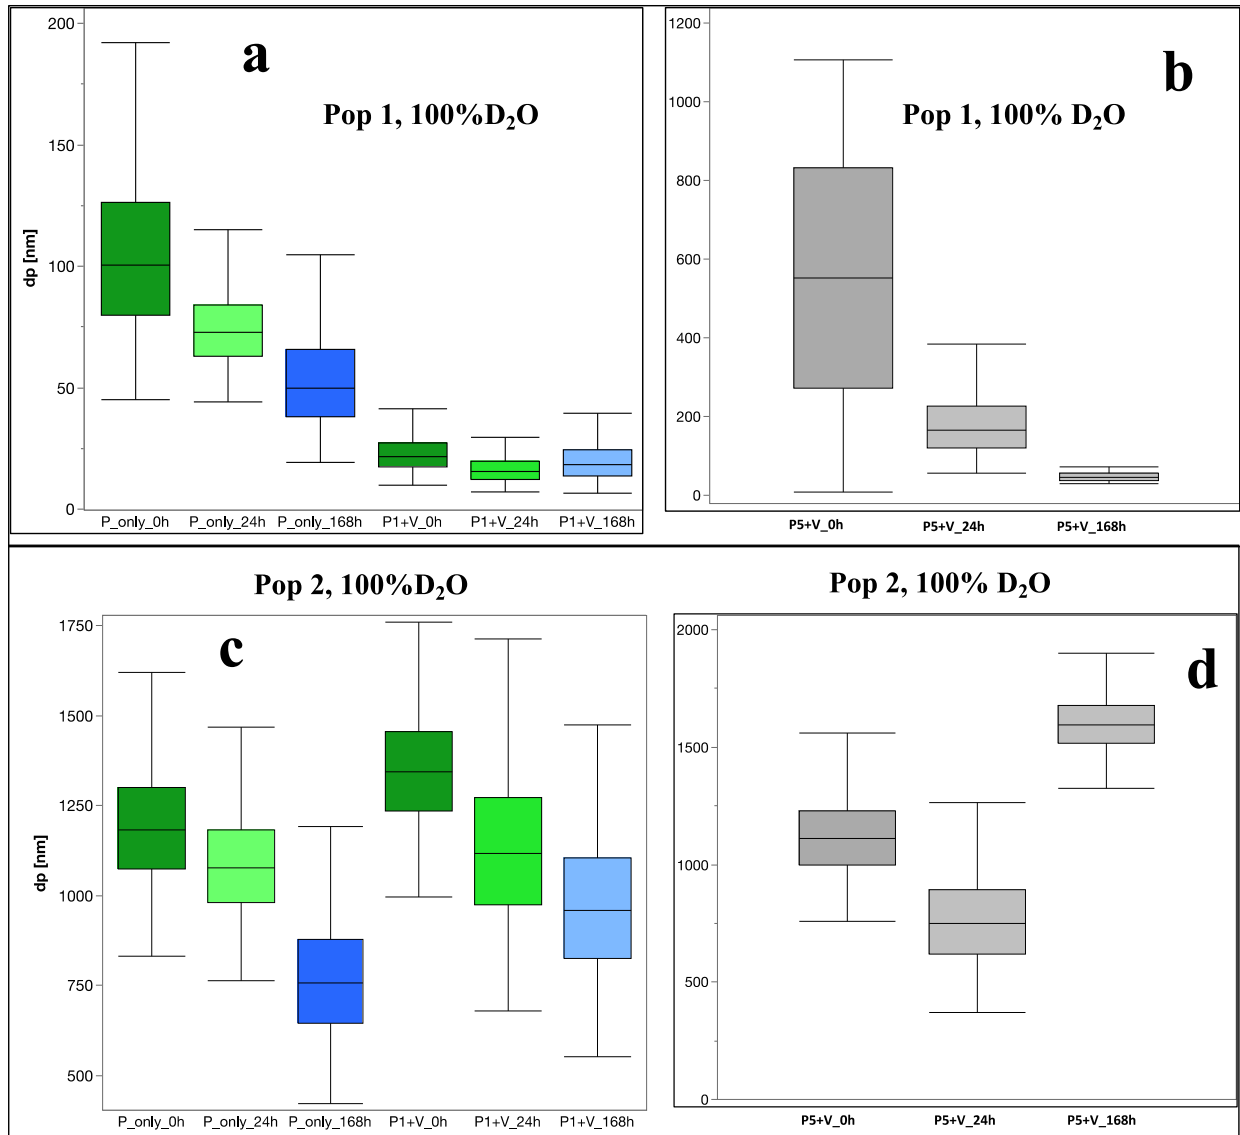 a
Pop 1, 100%D₂O
200
150
100
50
0
dp [nm]
P_only_0h P_only_24h P_only_168h P1+V_0h P1+V_24h P1+V_168h
b
Pop 1, 100% D₂O
1200
1000
800
600
400
200
0
P5+V_0h P5+V_24h P5+V_168h
Pop 2, 100%D₂O
c
1750
1500
1250
1000
750
500
dp [nm]
P_only_0h P_only_24h P_only_168h P1+V_0h P1+V_24h P1+V_168h
Pop 2, 100% D₂O
d
2000
1500
1000
500
0
P5+V_0h P5+V_24h P5+V_168h